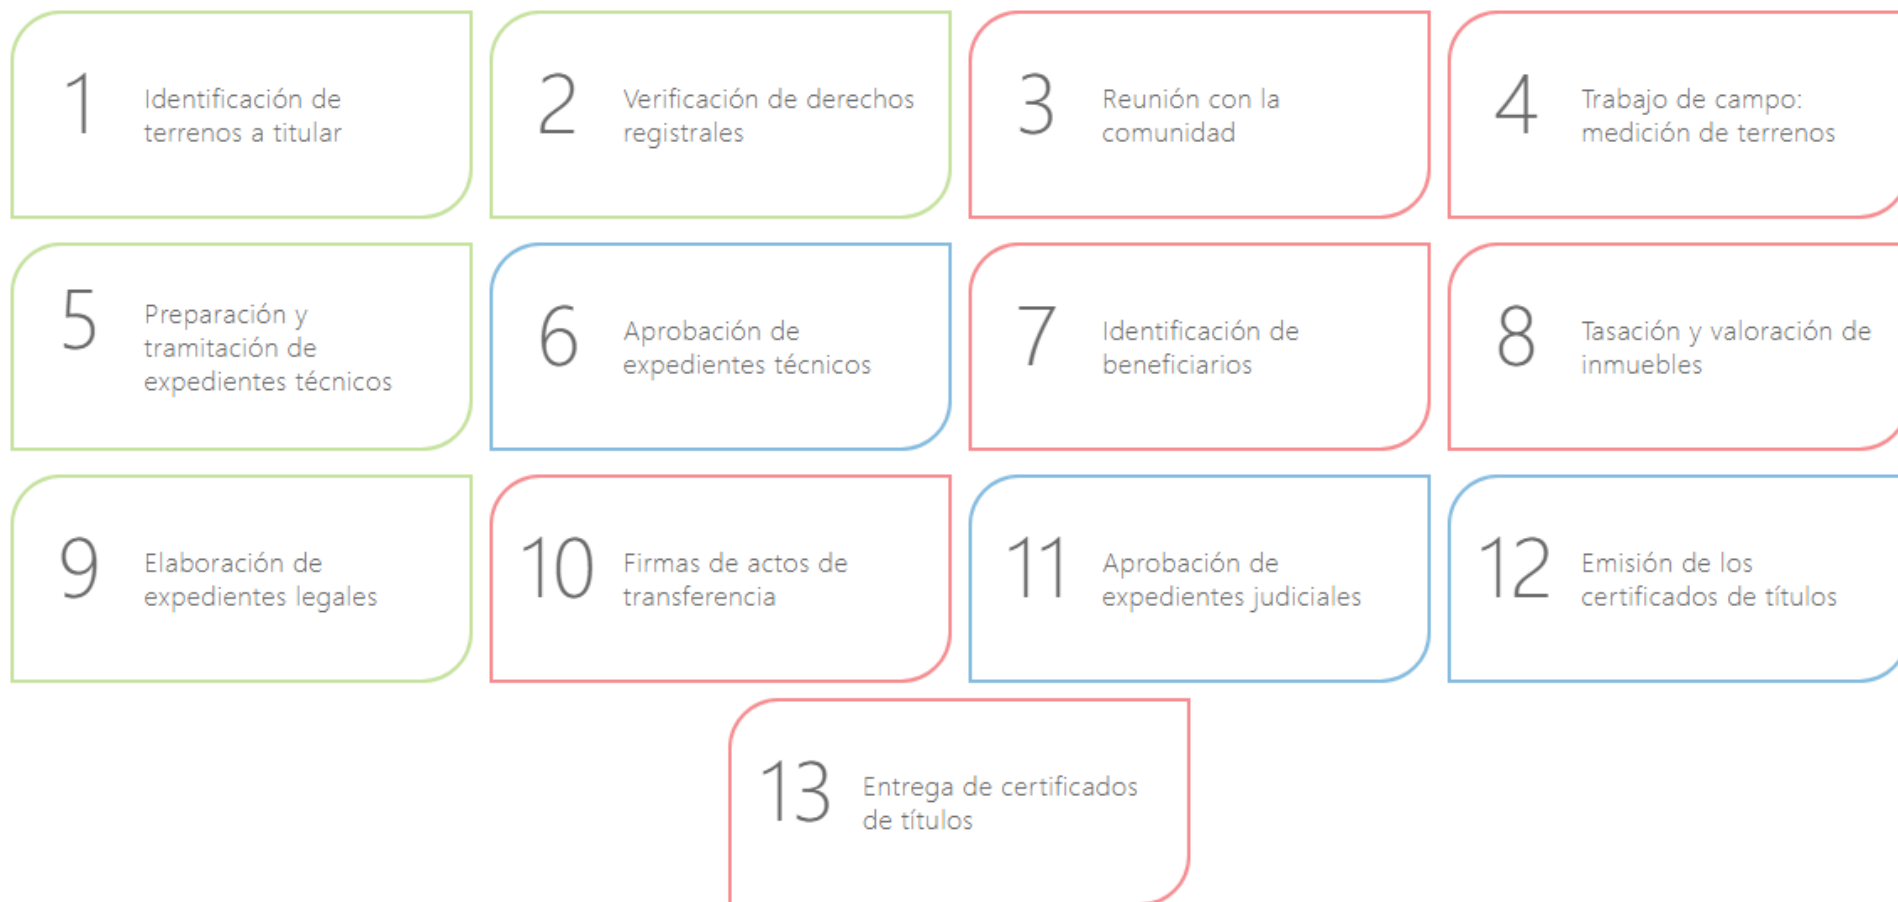 1
Identificación de
terrenos a titular
2
Verificación de derechos
registrales
3
Reunión con la
comunidad
4
Trabajo de campo:
medición de terrenos
5
Preparación y
tramitación de
expedientes técnicos
6
Aprobación de
expedientes técnicos
7
Identificación de
beneficiarios
8
Tasación y valoración de
inmuebles
9
Elaboración de
expedientes legales
10
Firmas de actos de
transferencia
11
Aprobación de
expedientes judiciales
12
Emisión de los
certificados de títulos
13
Entrega de certificados
de títulos